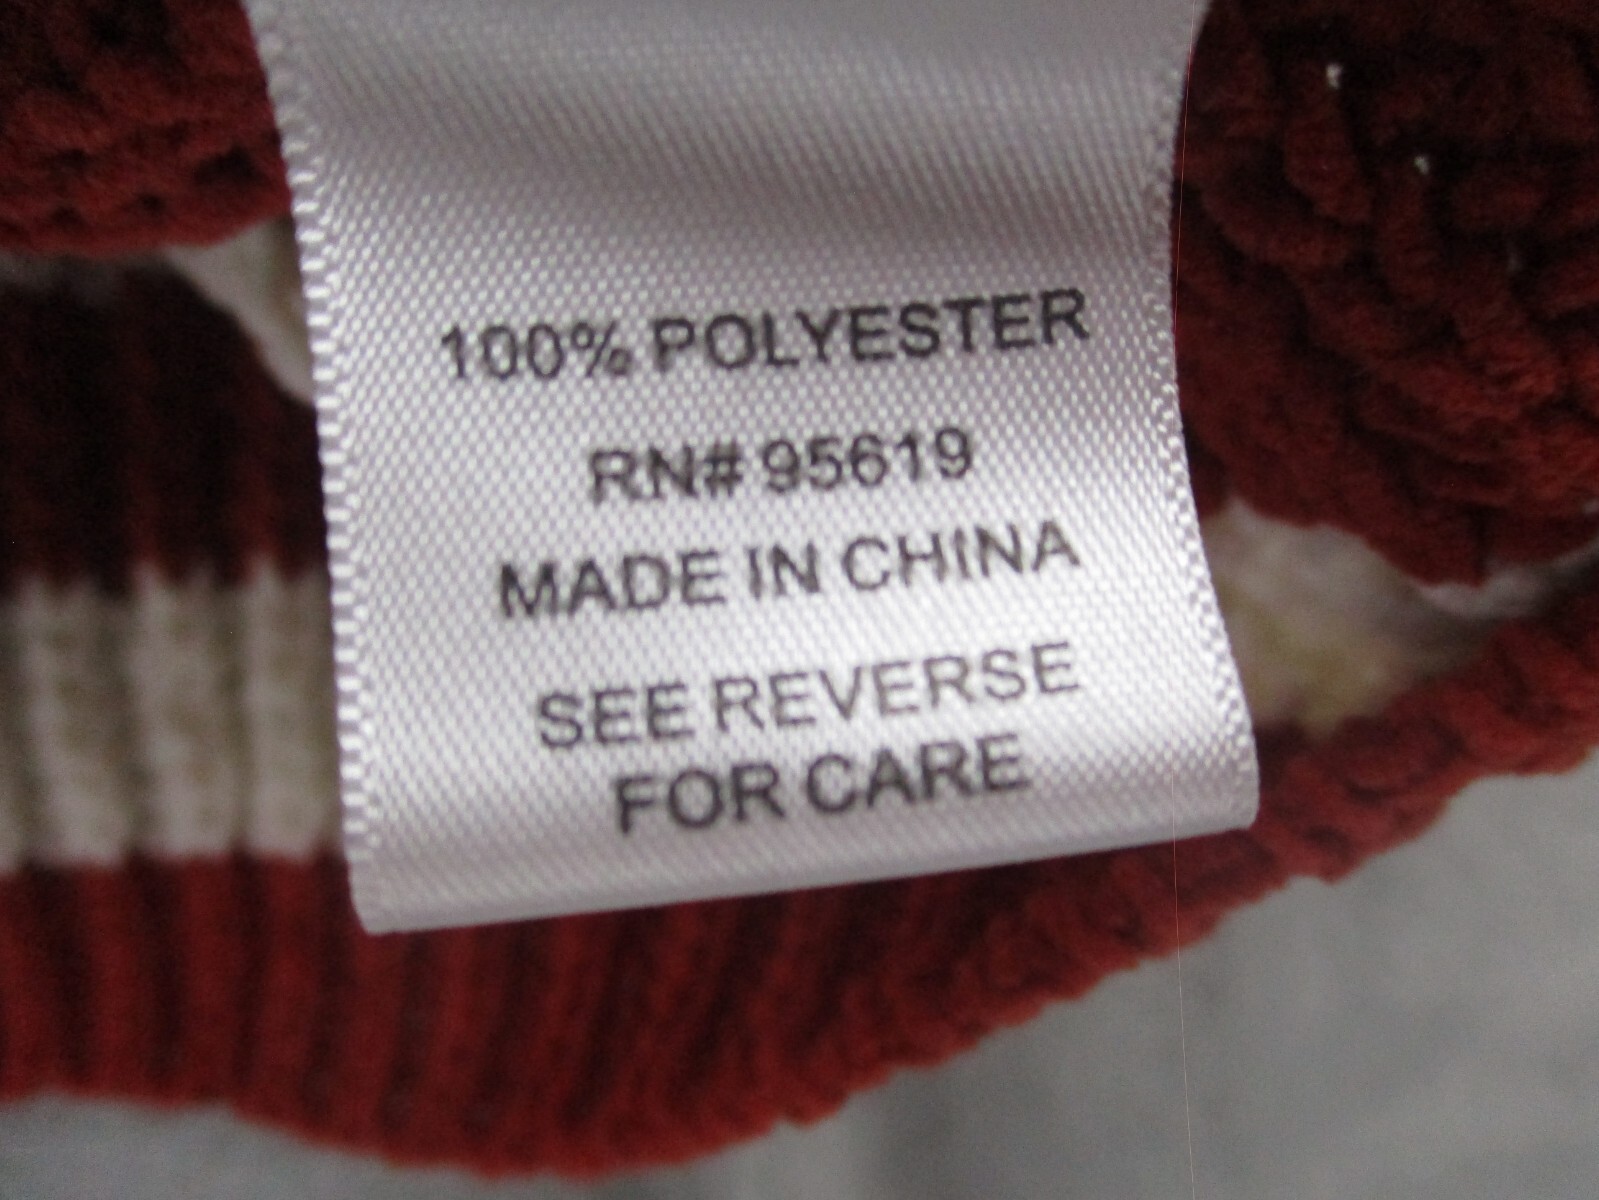 100% POLYESTER
RN# 95619
MADE IN CHINA
SEE REVERSE
FOR CARE